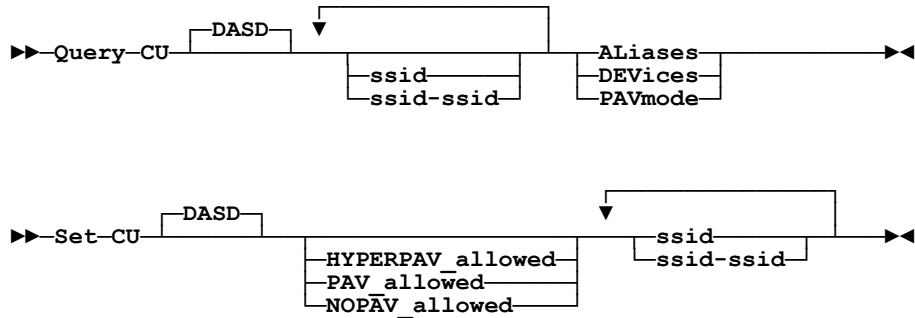 DASD
Query CU ALiases
ssid DEVices
ssid-ssid PAVmode
DASD
Set CU ssid
HYPERPAV_allowed ssid-ssid
PAV_allowed
NOPAV_allowed